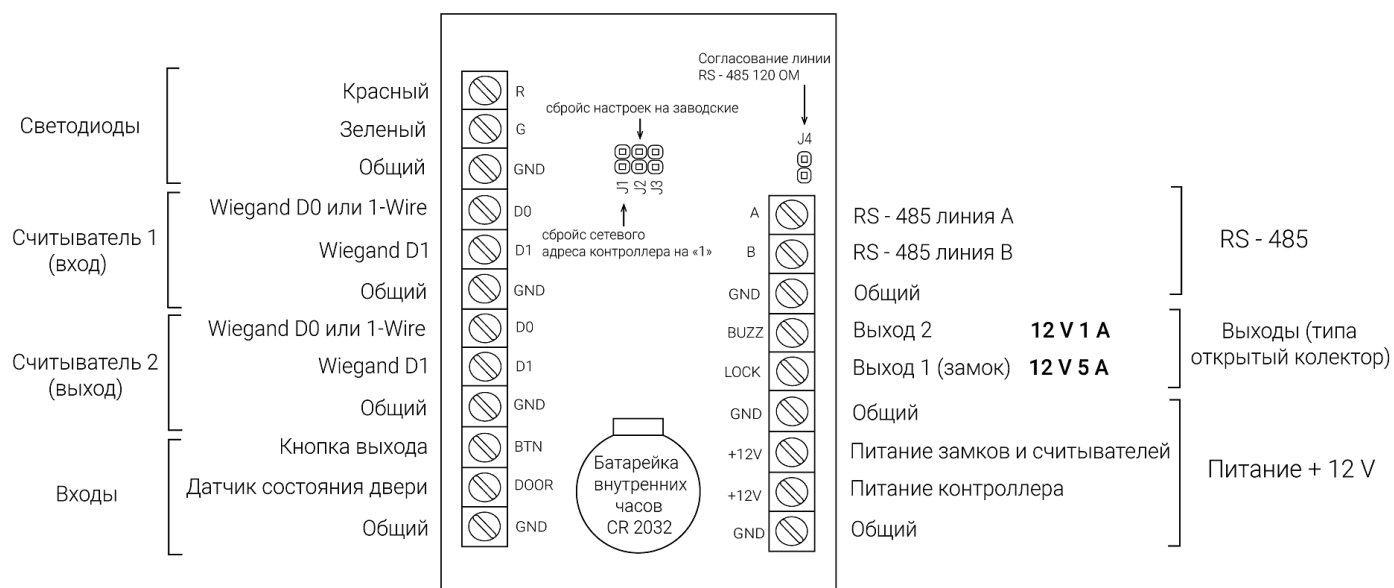 Светодиоды
Красный
Зеленый
Общий
R
G
GND
Считыватель 1
(вход)
Wiegand D0 или 1-Wire
Wiegand D1
Общий
D0
D1
GND
Считыватель 2
(выход)
Wiegand D0 или 1-Wire
Wiegand D1
Общий
D0
D1
GND
Входы
Кнопка выхода
Датчик состояния двери
Общий
BTN
DOOR
GND
сбройс настроек на заводские
J1
J2
J3
сбройс сетевого
адреса контроллера на «1»
Согласование линии
RS - 485 120 ОМ
J4
Батарейка
внутренних
часов
CR 2032
A
B
GND
BUZZ
LOCK
GND
+12V
+12V
GND
RS - 485 линия А
RS - 485 линия В
Общий
RS - 485
Выход 2 12 V 1 A
Выход 1 (замок) 12 V 5 A
Выходы (типа
открытый колектор)
Общий
Питание замков и считывателей
Питание контроллера
Общий
Питание + 12 V